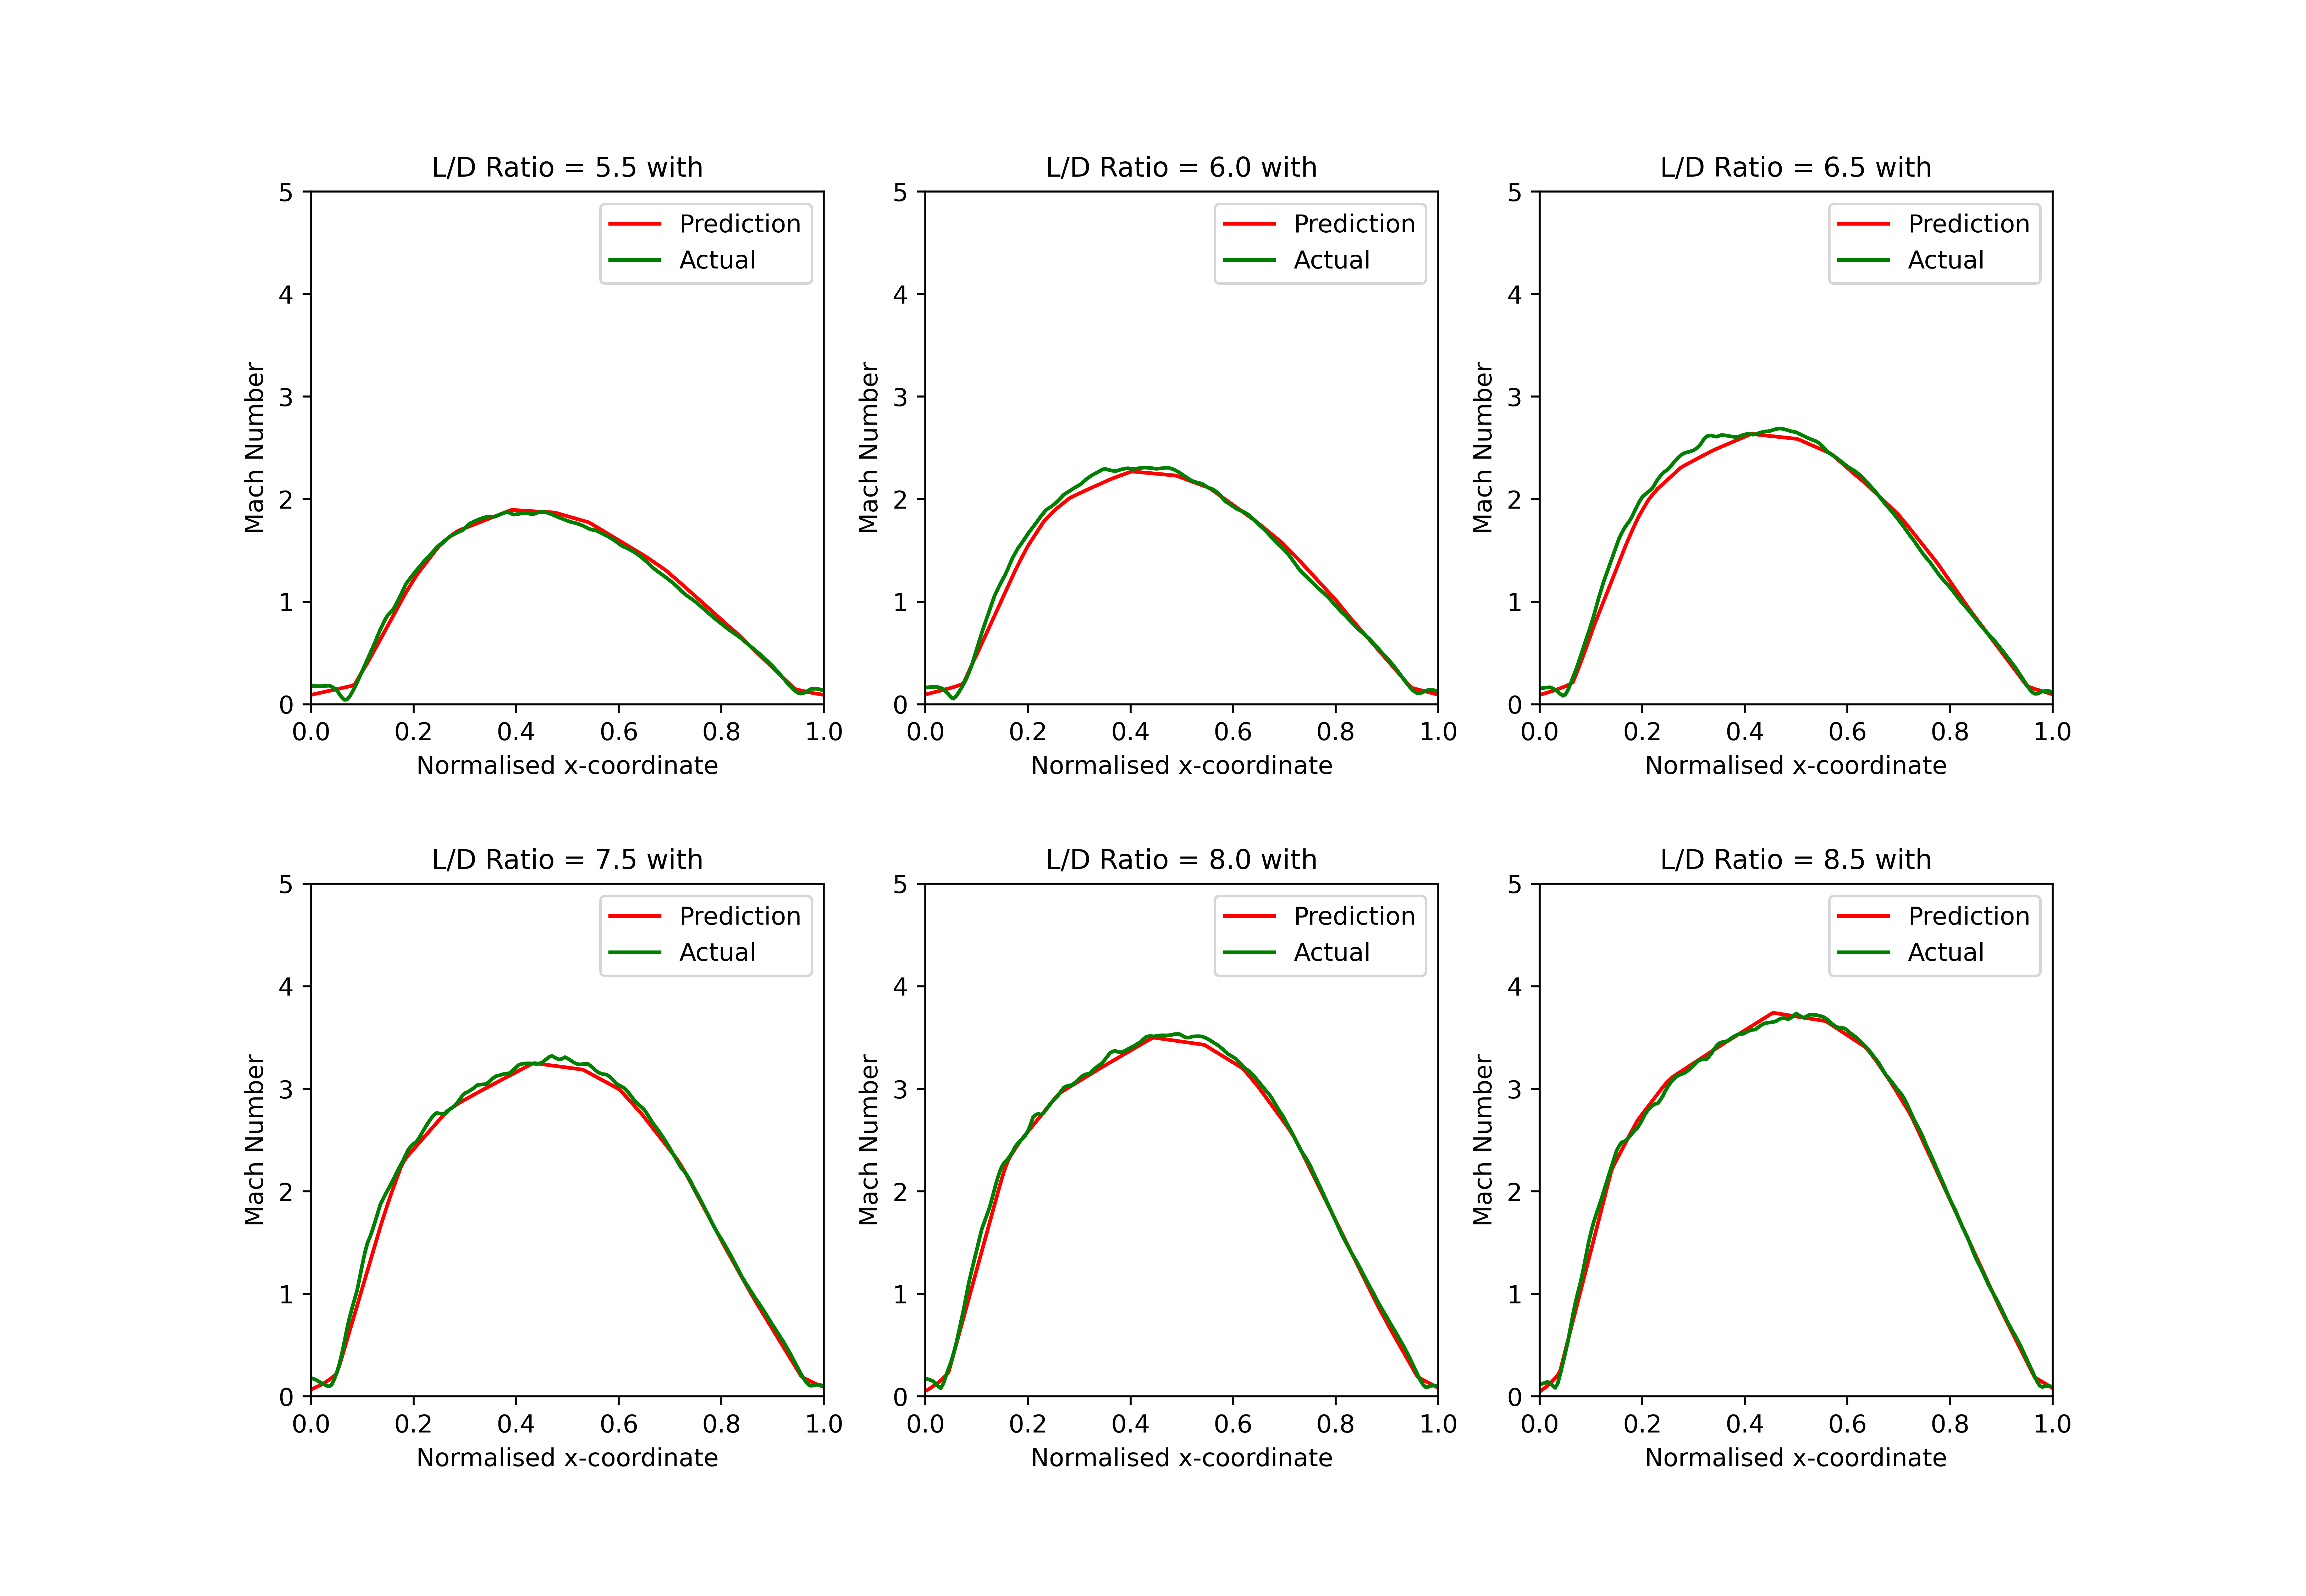 L/D Ratio = 5.5 with
5
4
3
2
1
0
Mach Number
Prediction
Actual
0.0 0.2 0.4 0.6 0.8 1.0
Normalised x-coordinate
L/D Ratio = 6.0 with
5
4
3
2
1
0
Mach Number
Prediction
Actual
0.0 0.2 0.4 0.6 0.8 1.0
Normalised x-coordinate
L/D Ratio = 6.5 with
5
4
3
2
1
0
Mach Number
Prediction
Actual
0.0 0.2 0.4 0.6 0.8 1.0
Normalised x-coordinate
L/D Ratio = 7.5 with
5
4
3
2
1
0
Mach Number
Prediction
Actual
0.0 0.2 0.4 0.6 0.8 1.0
Normalised x-coordinate
L/D Ratio = 8.0 with
5
4
3
2
1
0
Mach Number
Prediction
Actual
0.0 0.2 0.4 0.6 0.8 1.0
Normalised x-coordinate
L/D Ratio = 8.5 with
5
4
3
2
1
0
Mach Number
Prediction
Actual
0.0 0.2 0.4 0.6 0.8 1.0
Normalised x-coordinate